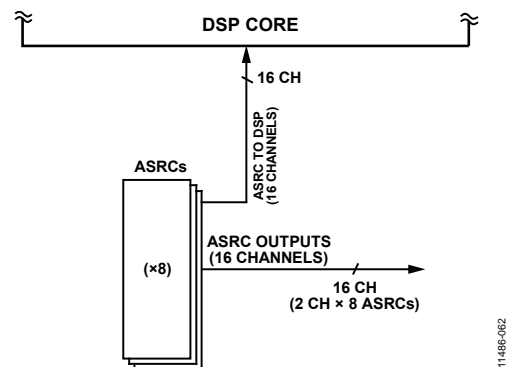 DSP CORE
16 CH
ASRC TO DSP
(16 CHANNELS)
ASRCs
(×8)
ASRC OUTPUTS
(16 CHANNELS)
16 CH
(2 CH × 8 ASRCs)
11486-062